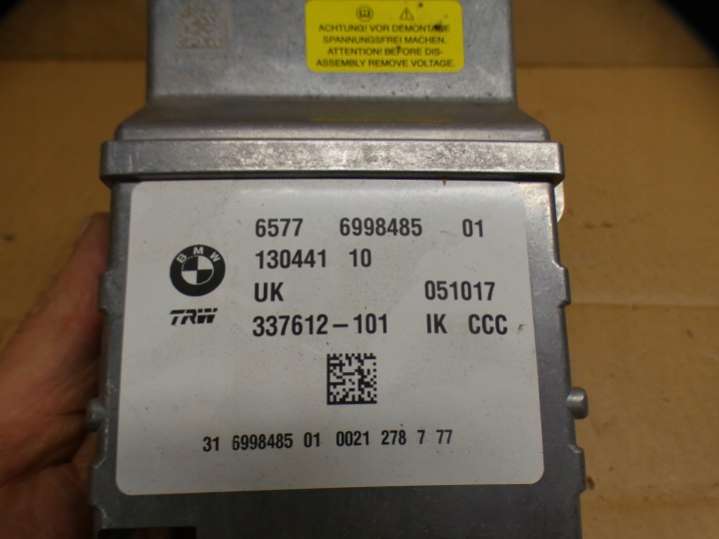 ACHTUNG! VOR DEMONTAGE
SPANNUNGSFREI MACHEN.
ATTENTION! BEFORE DIS-
ASSEMBLY REMOVE VOLTAGE.
6577 6998485 01
BMW
130441 10
UK 051017
TRW 337612-101 IK CCC
31 6998485 01 0021 278 7 77